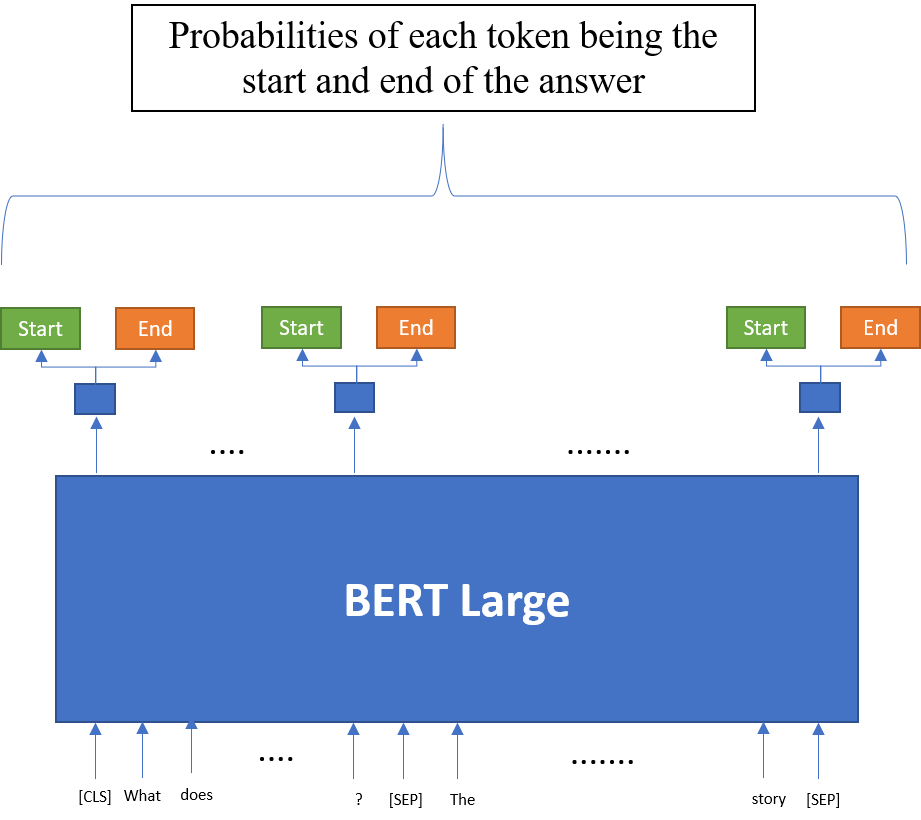 Probabilities of each token being the
start and end of the answer
Start End Start End Start End
.... .......
BERT Large
.... .......
[CLS] What does ? [SEP] The story [SEP]